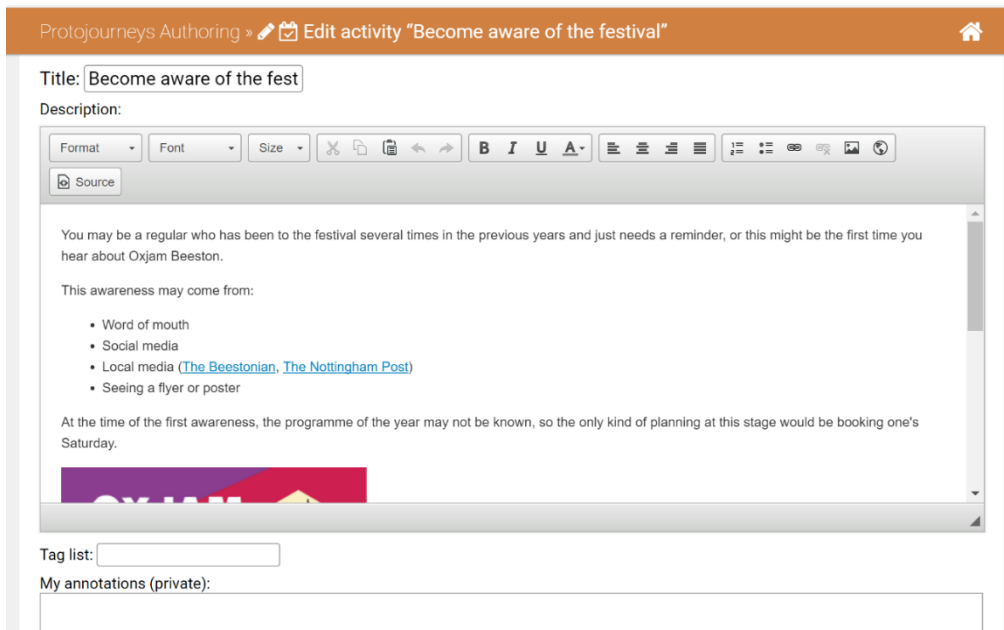 Protojourneys Authoring » Edit activity “Become aware of the festival”
Title: Become aware of the fest
Description:
Format Font Size B I U A
Source
You may be a regular who has been to the festival several times in the previous years and just needs a reminder, or this might be the first time you
hear about Oxjam Beeston.
This awareness may come from:
• Word of mouth
• Social media
• Local media (The Beestonian, The Nottingham Post)
• Seeing a flyer or poster
At the time of the first awareness, the programme of the year may not be known, so the only kind of planning at this stage would be booking one's
Saturday.
OXJAM
Tag list:
My annotations (private):